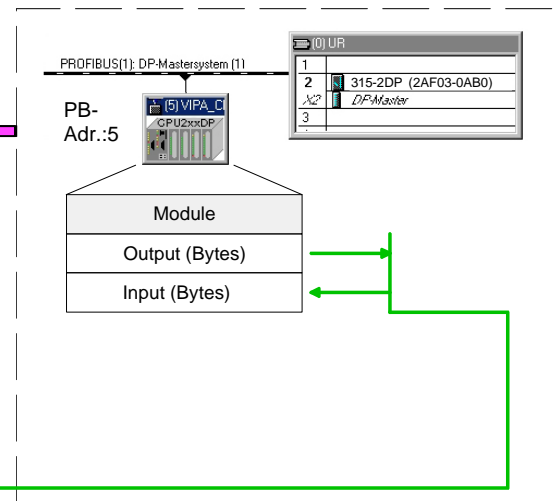 (0) UR
1
2 315-2DP (2AF03-0AB0)
X2 DP-Master
3
PROFIBUS(1): DP-Mastersystem (1)
PB-
Adr.:5
(5) VIPA_C
CPU2xxDP
Module
Output (Bytes)
Input (Bytes)